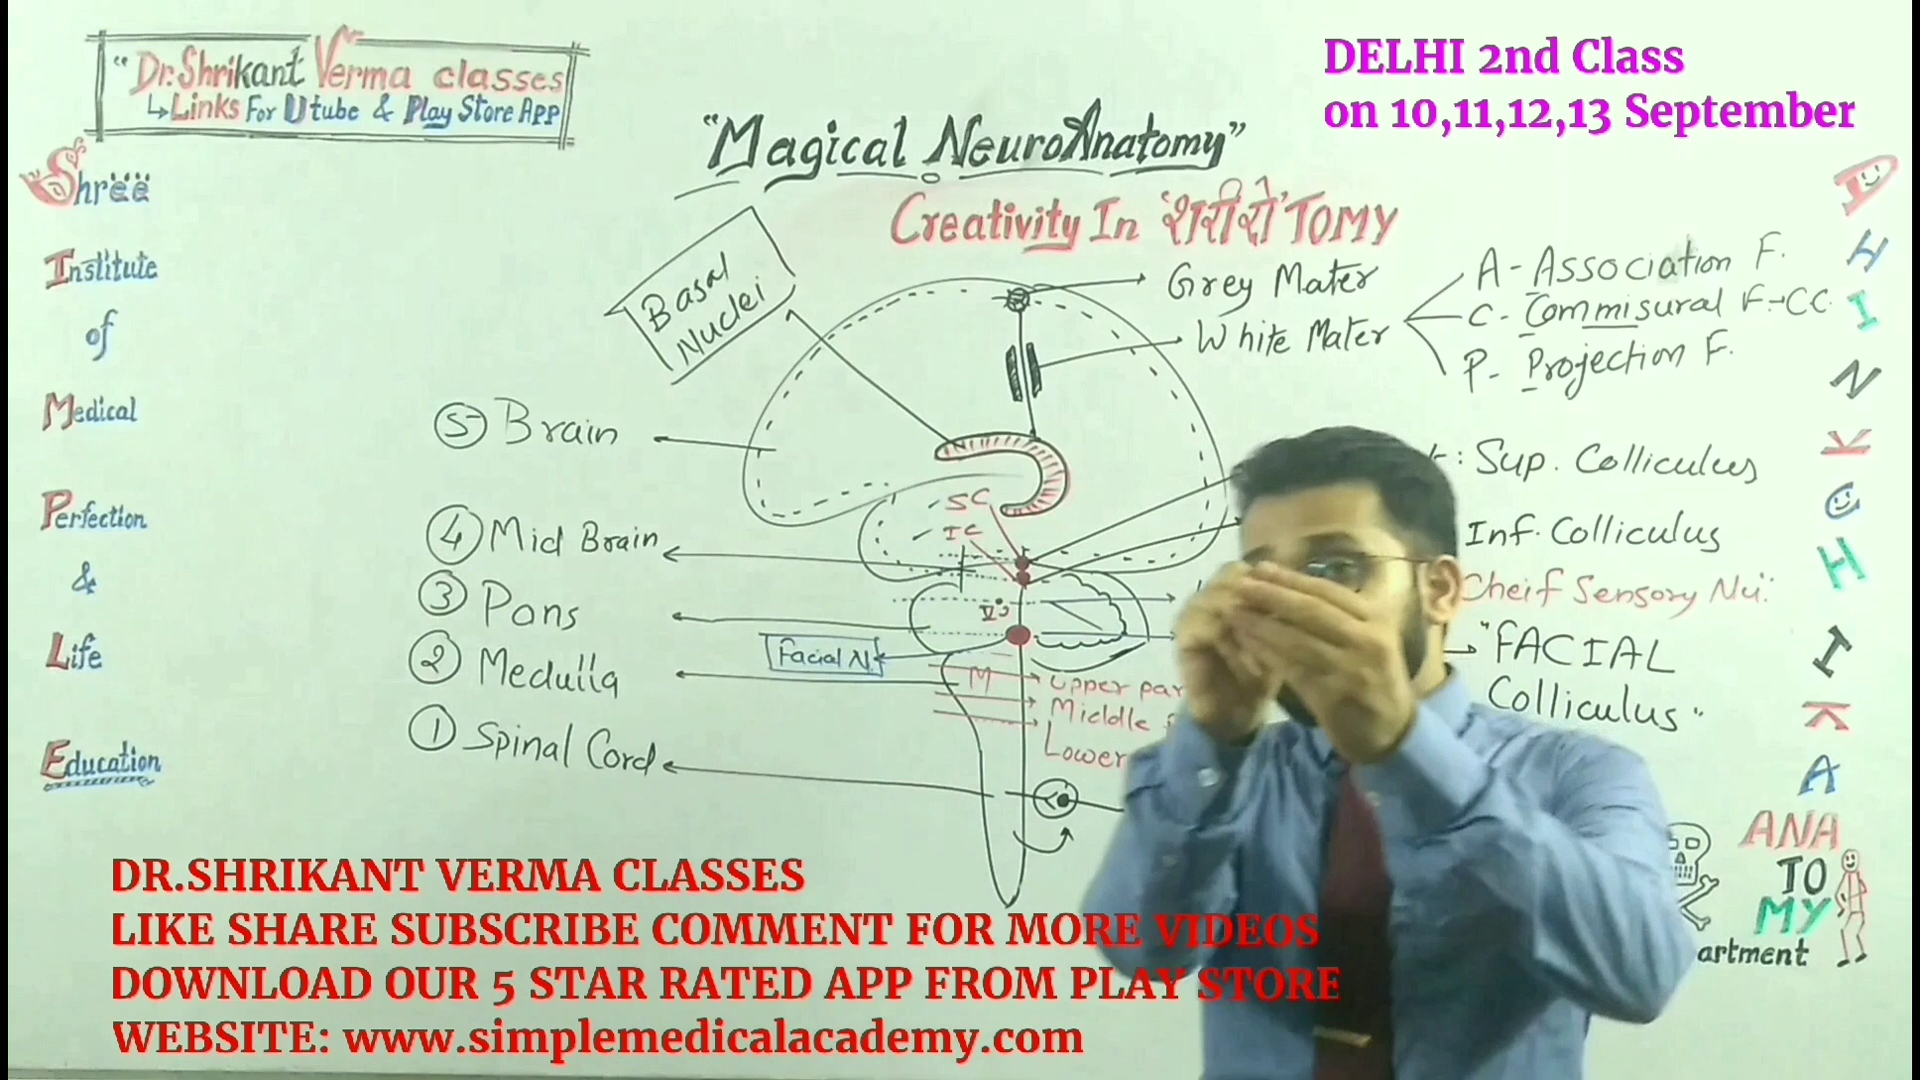 DELHI 2nd Class
on 10,11,12,13 September
"Dr.Shrikant Verma classes
↳Links For Utube & Play Store App
"Magical NeuroAnatomy"
Creativity In 'शरीरो'TOMY
Shree
Institute
of
Medical
Perfection
&
Life
Education
Basal
Nuclei
Grey Mater
White Mater
A - Association F.
C - Commisural F→CC.
P - Projection F.
⑤ Brain
④ Mid Brain
③ Pons
② Medulla
① Spinal Cord
SC
IC
V
Facial N.
M
Upper par
Middle
Lower
: Sup. Colliculus
Inf. Colliculus
Cheif Sensory Nu:
"FACIAL
Colliculus"
ANA
TO
MY
artment
DR.SHRIKANT VERMA CLASSES
LIKE SHARE SUBSCRIBE COMMENT FOR MORE VIDEOS
DOWNLOAD OUR 5 STAR RATED APP FROM PLAY STORE
WEBSITE: www.simplemedicalacademy.com